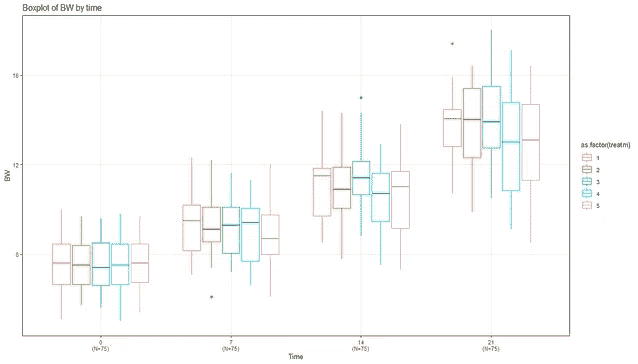 Boxplot of BW by time
16
12
8
BW
0
7
14
21
(N=75)
(N=75)
(N=75)
(N=75)
Time
as.factor(treatm)
1
2
3
4
5